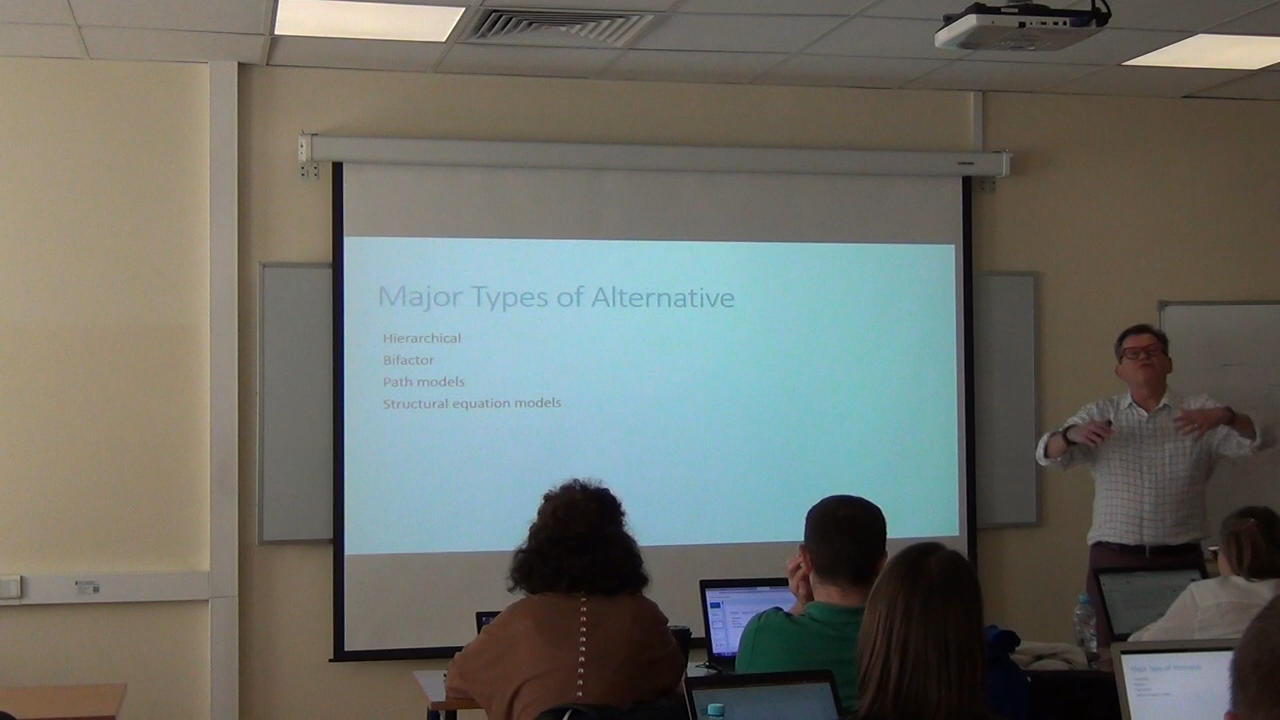 Major Types of Alternative
Hierarchical
Bifactor
Path models
Structural equation models